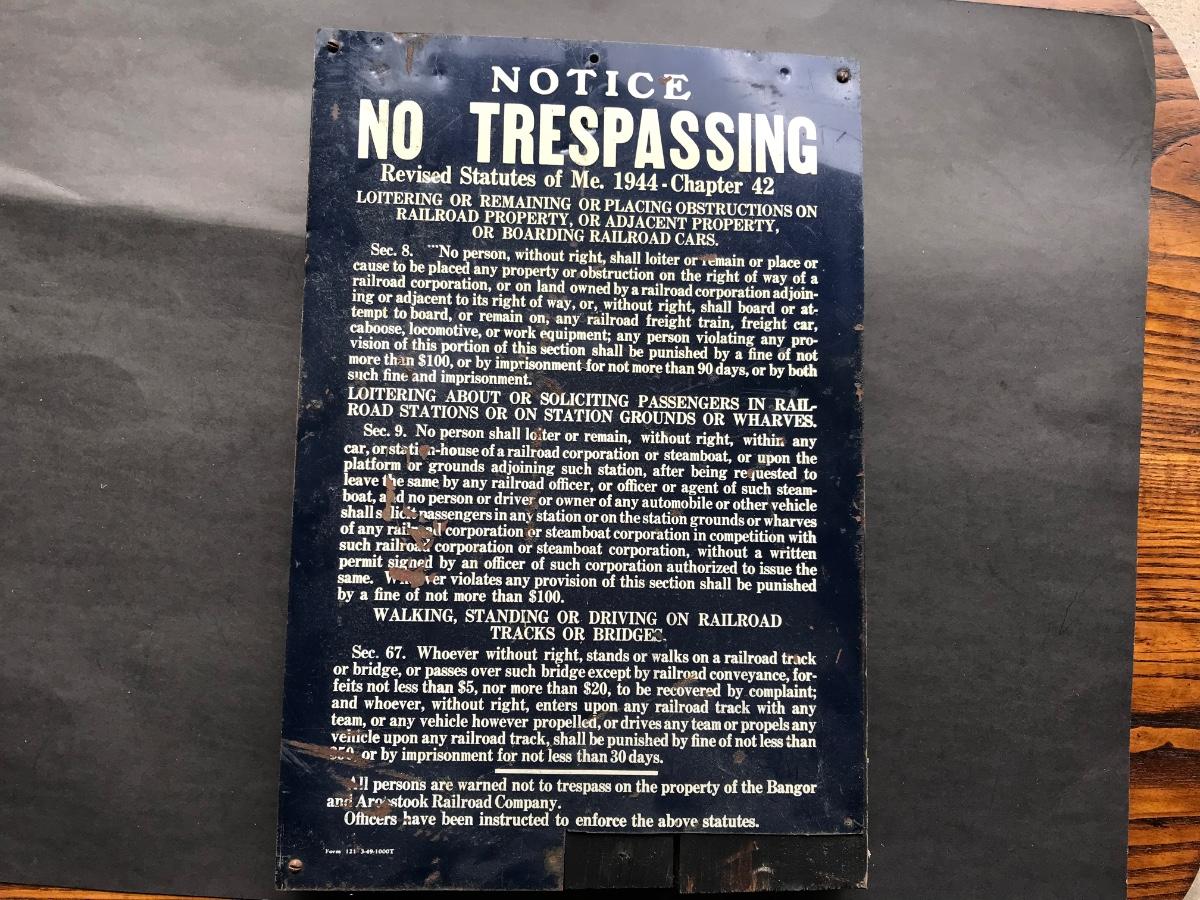 NOTICE
NO TRESPASSING
Revised Statutes of Me. 1944-Chapter 42
LOITERING OR REMAINING OR PLACING OBSTRUCTIONS ON
RAILROAD PROPERTY, OR ADJACENT PROPERTY,
OR BOARDING RAILROAD CARS.
Sec. 8. "No person, without right, shall loiter or remain or place or
cause to be placed any property or obstruction on the right of way of a
railroad corporation, or on land owned by a railroad corporation adjoin-
ing or adjacent to its right of way, or, without right, shall board or at-
tempt to board, or remain on, any railroad freight train, freight car,
caboose, locomotive, or work equipment; any person violating any pro-
vision of this portion of this section shall be punished by a fine of not
more than $100, or by imprisonment for not more than 90 days, or by both
such fine and imprisonment.
LOITERING ABOUT OR SOLICITING PASSENGERS IN RAIL-
ROAD STATIONS OR ON STATION GROUNDS OR WHARVES.
Sec. 9. No person shall loiter or remain, without right, within any
car, or station-house of a railroad corporation or steamboat, or upon the
platform or grounds adjoining such station, after being requested to
leave the same by any railroad officer, or officer or agent of such steam-
boat, and no person or driver or owner of any automobile or other vehicle
shall solicit passengers in any station or on the station grounds or wharves
of any railroad corporation or steamboat corporation in competition with
such railroad corporation or steamboat corporation, without a written
permit signed by an officer of such corporation authorized to issue the
same. Whoever violates any provision of this section shall be punished
by a fine of not more than $100.
WALKING, STANDING OR DRIVING ON RAILROAD
TRACKS OR BRIDGES.
Sec. 67. Whoever without right, stands or walks on a railroad track
or bridge, or passes over such bridge except by railroad conveyance, for-
feits not less than $5, nor more than $20, to be recovered by complaint;
and whoever, without right, enters upon any railroad track with any
team, or any vehicle however propelled, or drives any team or propels any
vehicle upon any railroad track, shall be punished by fine of not less than
$50, or by imprisonment for not less than 30 days.
All persons are warned not to trespass on the property of the Bangor
and Aroostook Railroad Company.
Officers have been instructed to enforce the above statutes.
Form 121 3-49-1000T